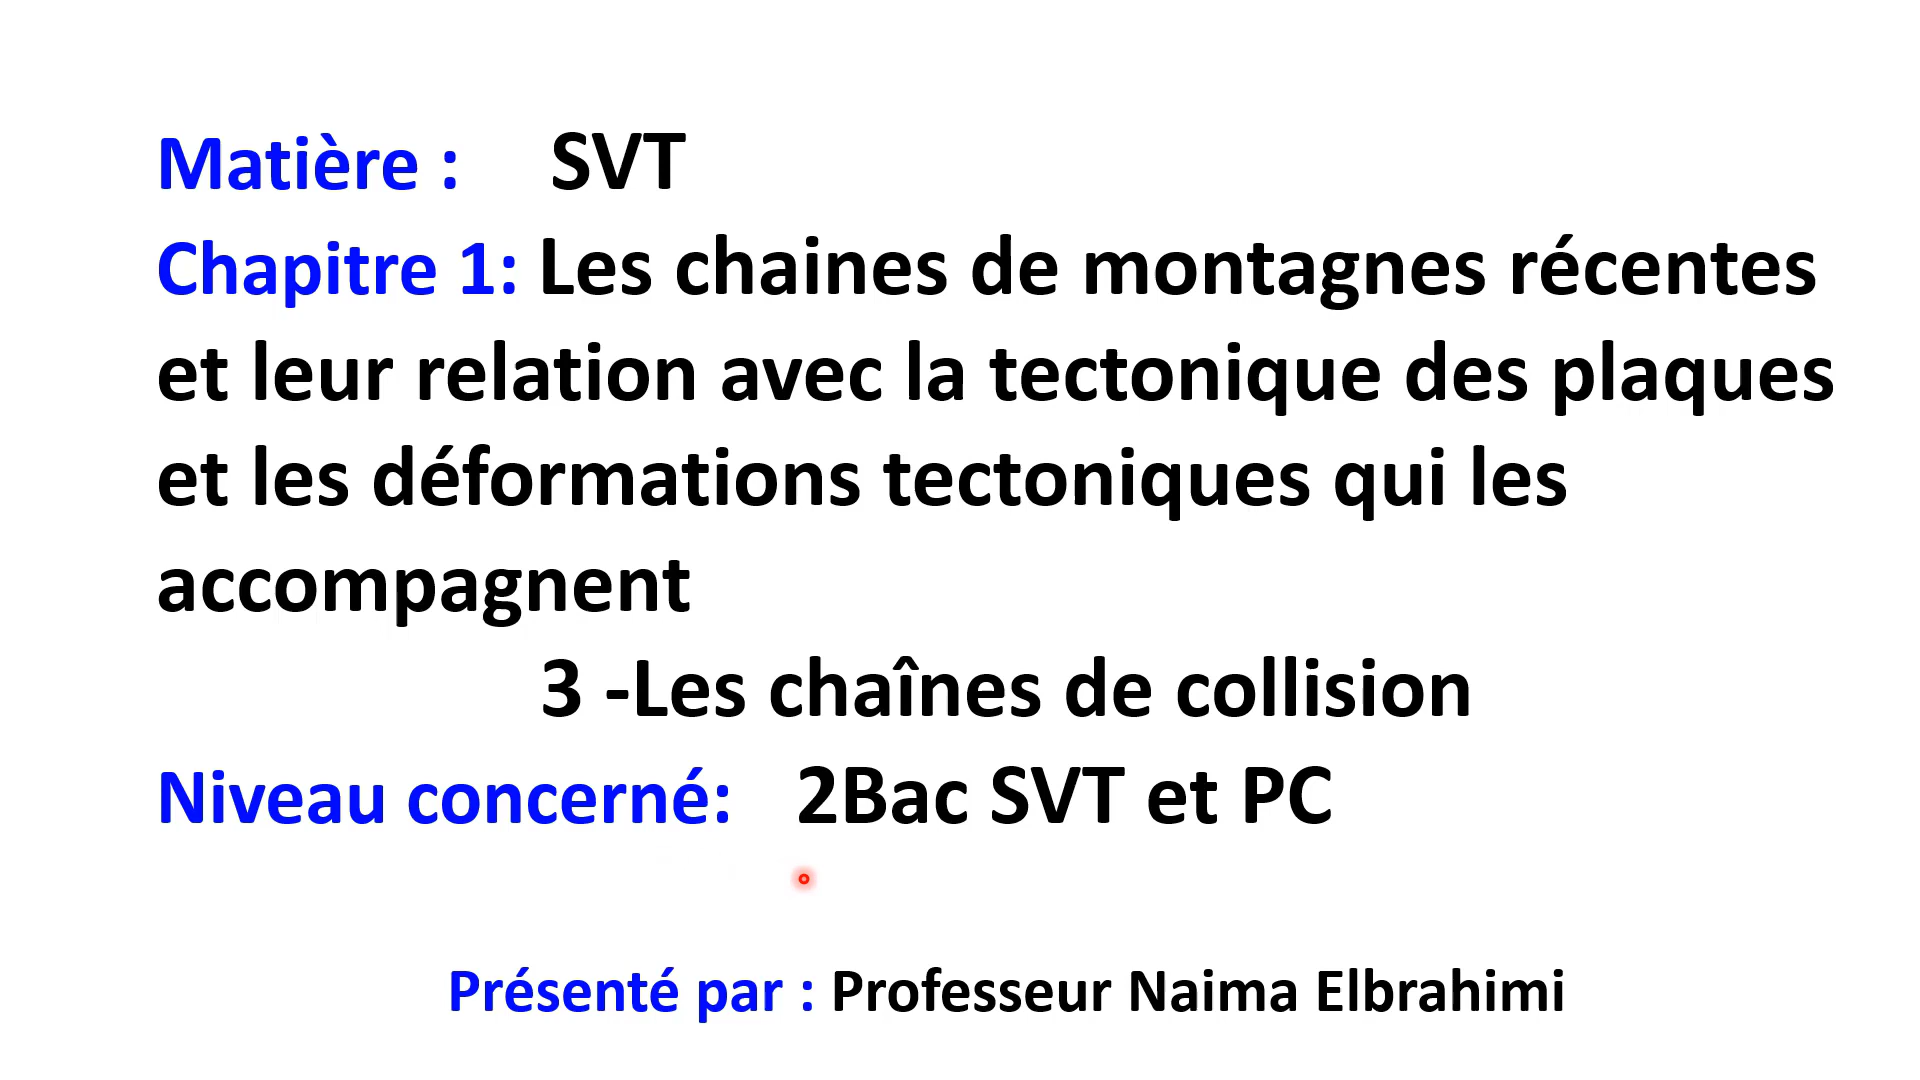 Matière : SVT
Chapitre 1: Les chaines de montagnes récentes
et leur relation avec la tectonique des plaques
et les déformations tectoniques qui les
accompagnent
3 -Les chaînes de collision
Niveau concerné: 2Bac SVT et PC
Présenté par : Professeur Naima Elbrahimi